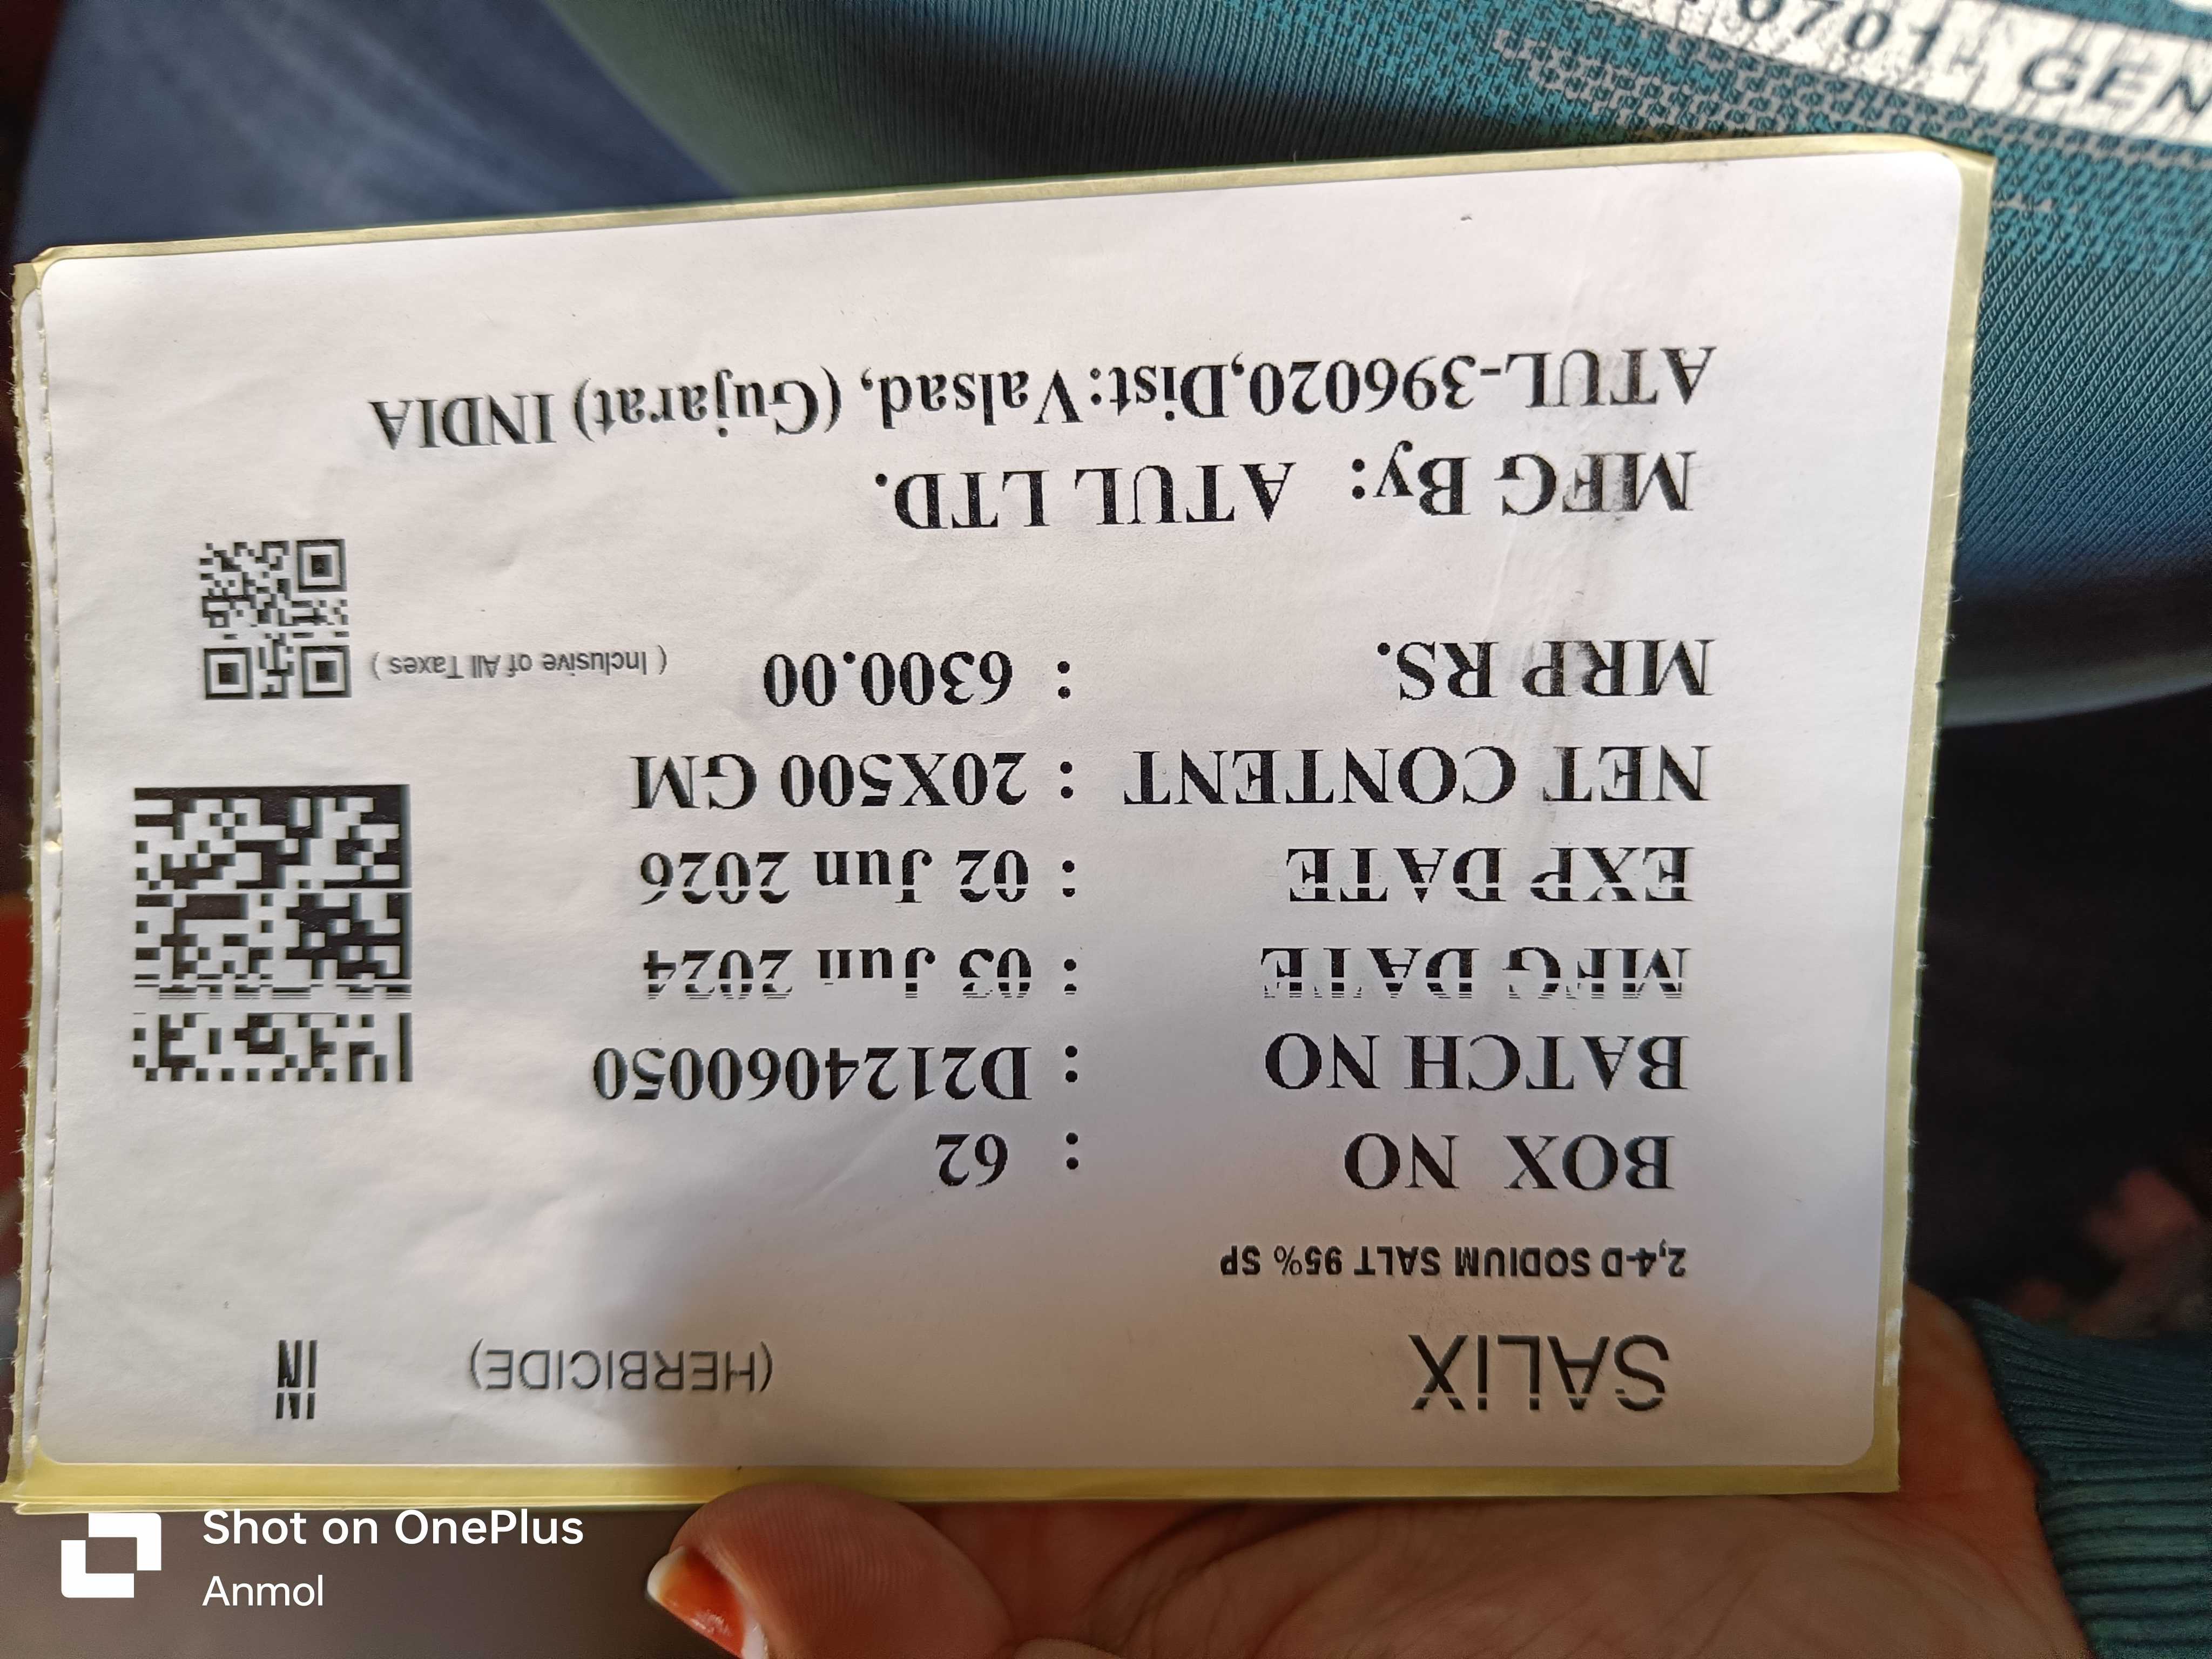 SALIX (HERBICIDE) IN
2,4-D SODIUM SALT 95% SP
BOX NO : 62
BATCH NO : D2124060050
MFG DATE : 03 Jun 2024
EXP DATE : 02 Jun 2026
NET CONTENT : 20X500 GM
MRP RS. : 6300.00 ( Inclusive of All Taxes )
MFG By: ATUL LTD.
ATUL-396020,Dist:Valsad, (Gujarat) INDIA
GEN
Shot on OnePlus
Anmol